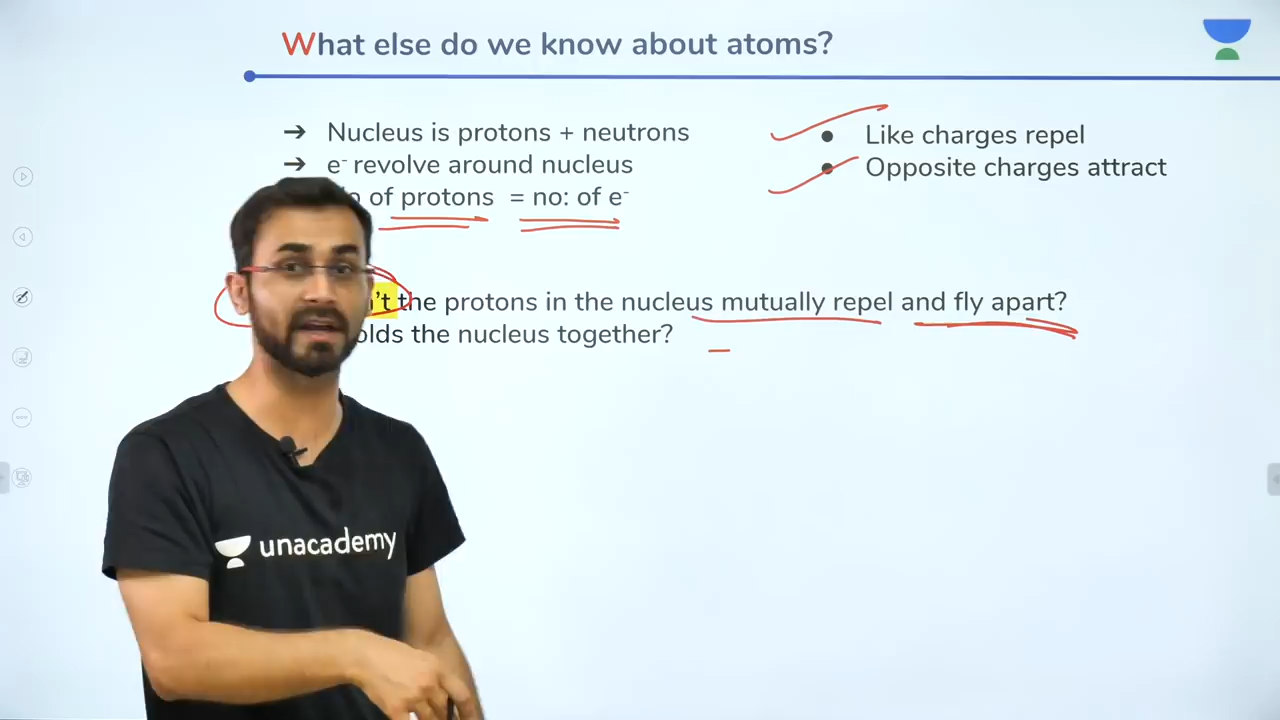 What else do we know about atoms?
➔ Nucleus is protons + neutrons
➔ e⁻ revolve around nucleus
of protons = no: of e⁻
● Like charges repel
● Opposite charges attract
the protons in the nucleus mutually repel and fly apart?
the nucleus together?
unacademy